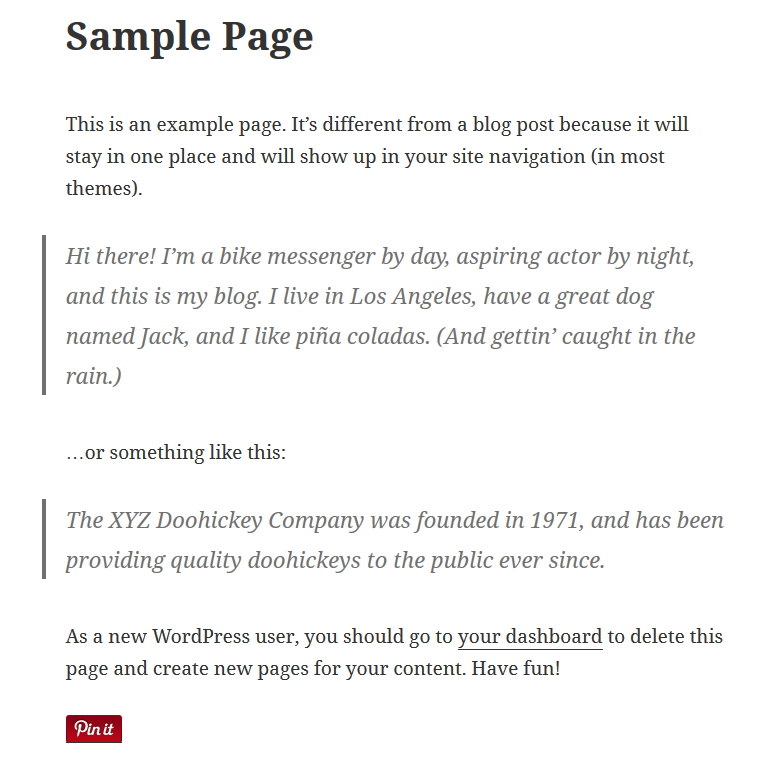 Sample Page
This is an example page. It’s different from a blog post because it will
stay in one place and will show up in your site navigation (in most
themes).
Hi there! I’m a bike messenger by day, aspiring actor by night,
and this is my blog. I live in Los Angeles, have a great dog
named Jack, and I like piña coladas. (And gettin’ caught in the
rain.)
…or something like this:
The XYZ Doohickey Company was founded in 1971, and has been
providing quality doohickeys to the public ever since.
As a new WordPress user, you should go to your dashboard to delete this
page and create new pages for your content. Have fun!
Pin it